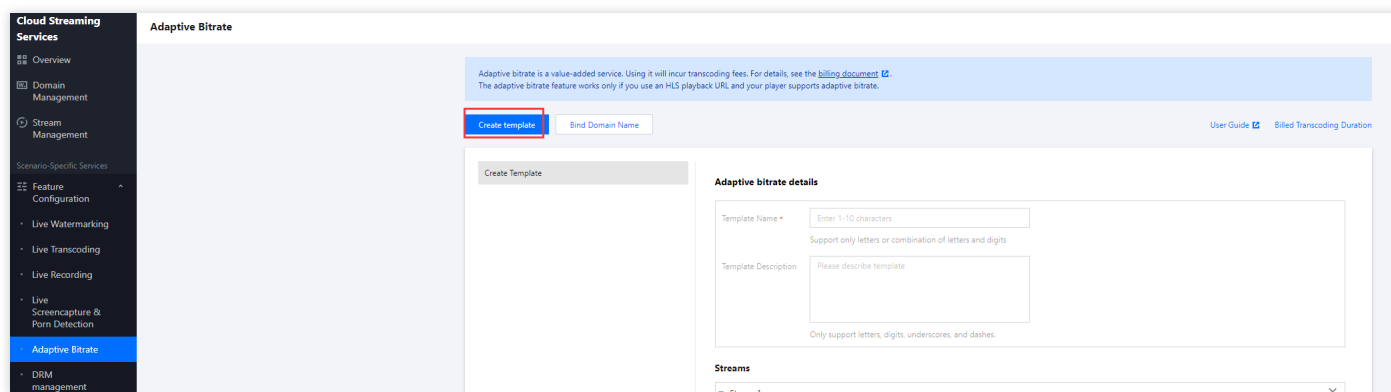 Cloud Streaming
Services
Adaptive Bitrate
Overview
Domain
Management
Stream
Management
Scenario-Specific Services
Feature
Configuration
Live Watermarking
Live Transcoding
Live Recording
Live
Screencapture &
Porn Detection
Adaptive Bitrate
DRM
management
Adaptive bitrate is a value-added service. Using it will incur transcoding fees. For details, see the billing document.
The adaptive bitrate feature works only if you use an HLS playback URL and your player supports adaptive bitrate.
Create template
Bind Domain Name
User Guide
Billed Transcoding Duration
Create Template
Adaptive bitrate details
Template Name *
Enter 1-10 characters
Support only letters or combination of letters and digits
Template Description
Please describe template
Only support letters, digits, underscores, and dashes.
Streams